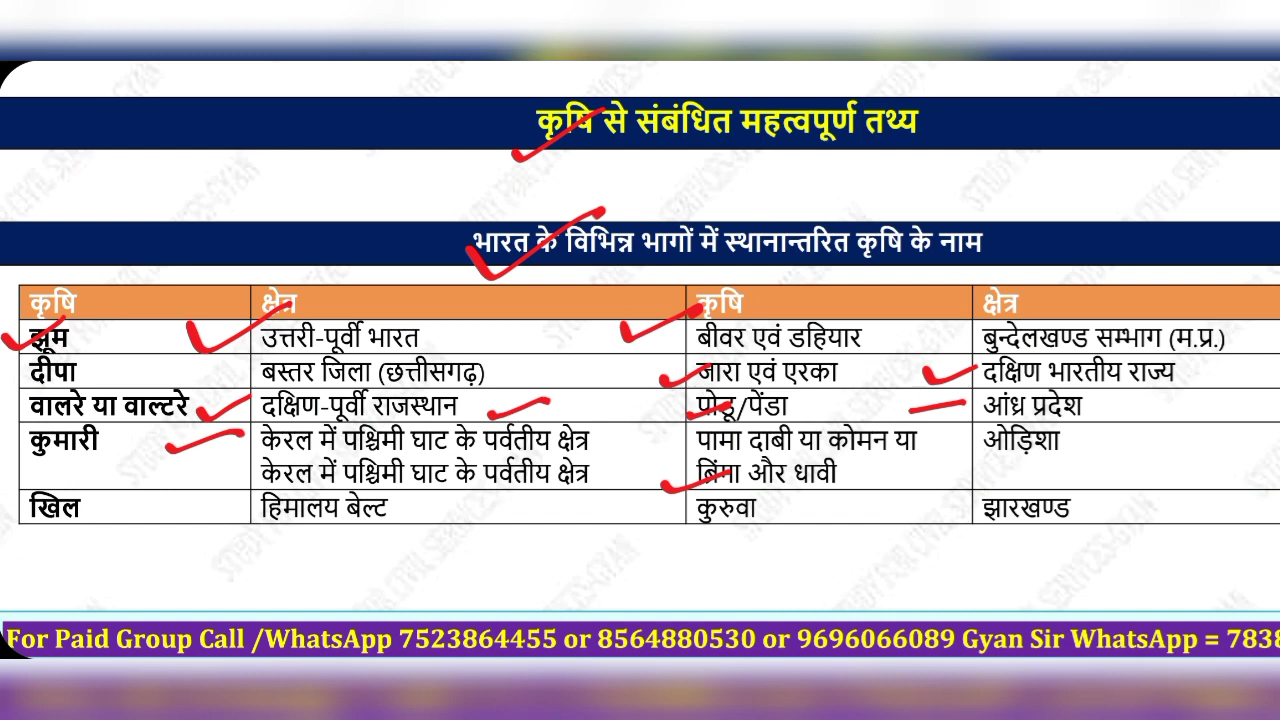 कृषि से संबंधित महत्वपूर्ण तथ्य
भारत के विभिन्न भागों में स्थानान्तरित कृषि के नाम
कृषि क्षेत्र कृषि क्षेत्र
झूम उत्तरी-पूर्वी भारत बीवर एवं डहियार बुन्देलखण्ड सम्भाग (म.प्र.)
दीपा बस्तर जिला (छत्तीसगढ़) जारा एवं एरका दक्षिण भारतीय राज्य
वालरे या वाल्टरे दक्षिण-पूर्वी राजस्थान पोडू/पेंडा आंध्र प्रदेश
कुमारी केरल में पश्चिमी घाट के पर्वतीय क्षेत्र पामा दाबी या कोमन या ओड़िशा
केरल में पश्चिमी घाट के पर्वतीय क्षेत्र बिंगा और धावी
खिल हिमालय बेल्ट कुरुवा झारखण्ड
For Paid Group Call /WhatsApp 7523864455 or 8564880530 or 9696066089 Gyan Sir WhatsApp = 783